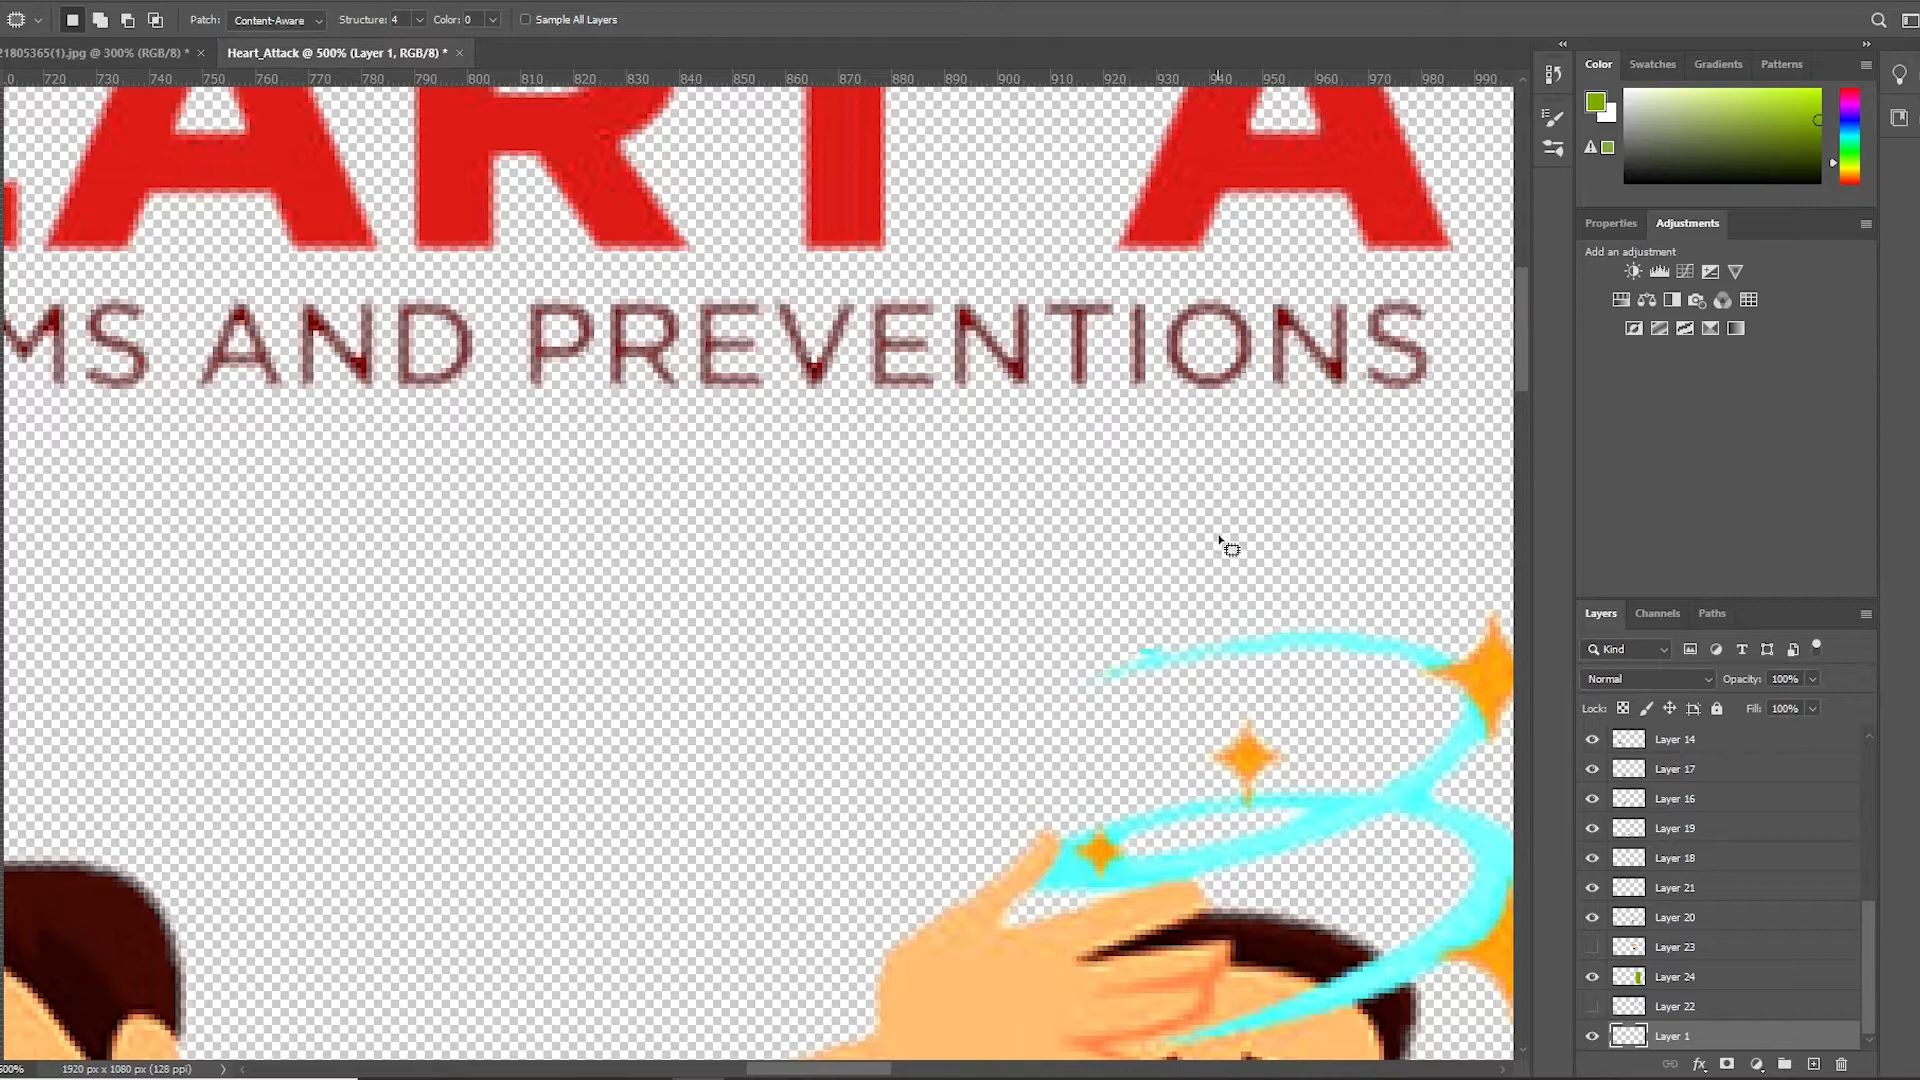 Patch: Content-Aware Structure: 4 Color: 0 Sample All Layers
21805365(1).jpg @ 300% (RGB/8) * × Heart_Attack @ 500% (Layer 1, RGB/8) * ×
720 730 740 750 760 770 780 790 800 810 820 830 840 850 860 870 880 890 900 910 920 930 940 950 960 970 980 990
ART A
MS AND PREVENTIONS
Color Swatches Gradients Patterns
Properties Adjustments
Add an adjustment
Layers Channels Paths
Kind
Normal Opacity: 100%
Lock: Fill: 100%
Layer 14
Layer 17
Layer 16
Layer 19
Layer 18
Layer 21
Layer 20
Layer 23
Layer 24
Layer 22
Layer 1
500% 1920 px x 1080 px (128 ppi)